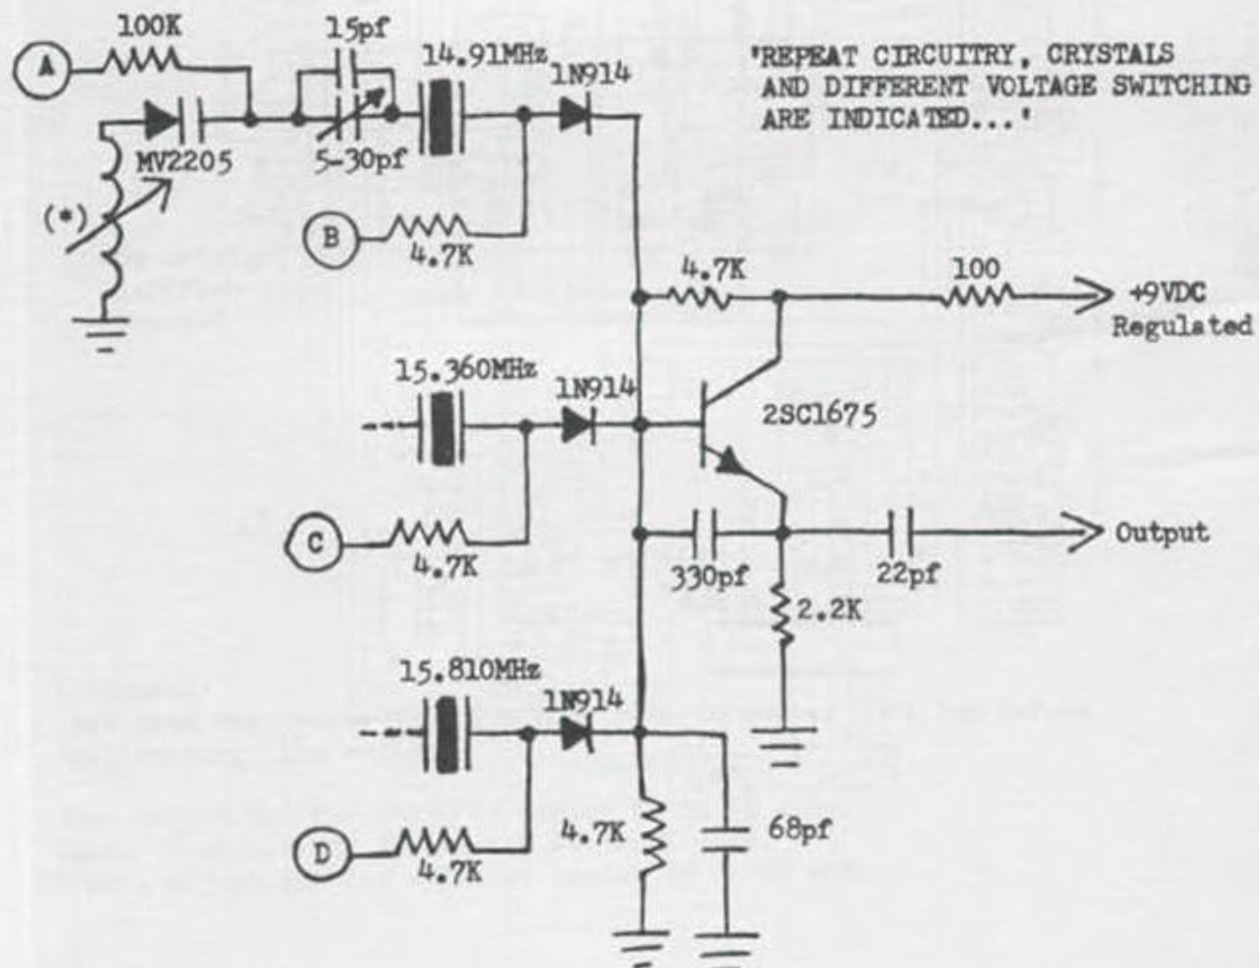 100K
15pf
14.91MHz
1N914
'REPEAT CIRCUITRY, CRYSTALS
AND DIFFERENT VOLTAGE SWITCHING
ARE INDICATED...'
A
MV2205
5-30pf
(*)
B
4.7K
4.7K
100
+9VDC
Regulated
15.360MHz
1N914
2SC1675
C
4.7K
330pf
22pf
Output
2.2K
15.810MHz
1N914
D
4.7K
4.7K
68pf